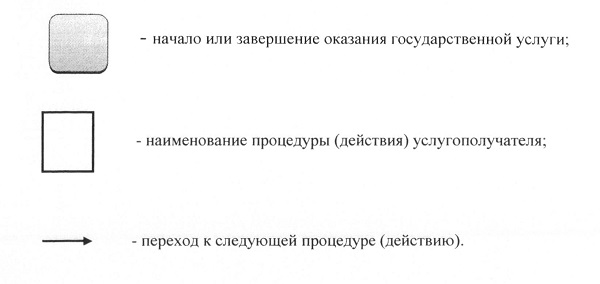 - начало или завершение оказания государственной услуги;
- наименование процедуры (действия) услугополучателя;
- переход к следующей процедуре (действию).